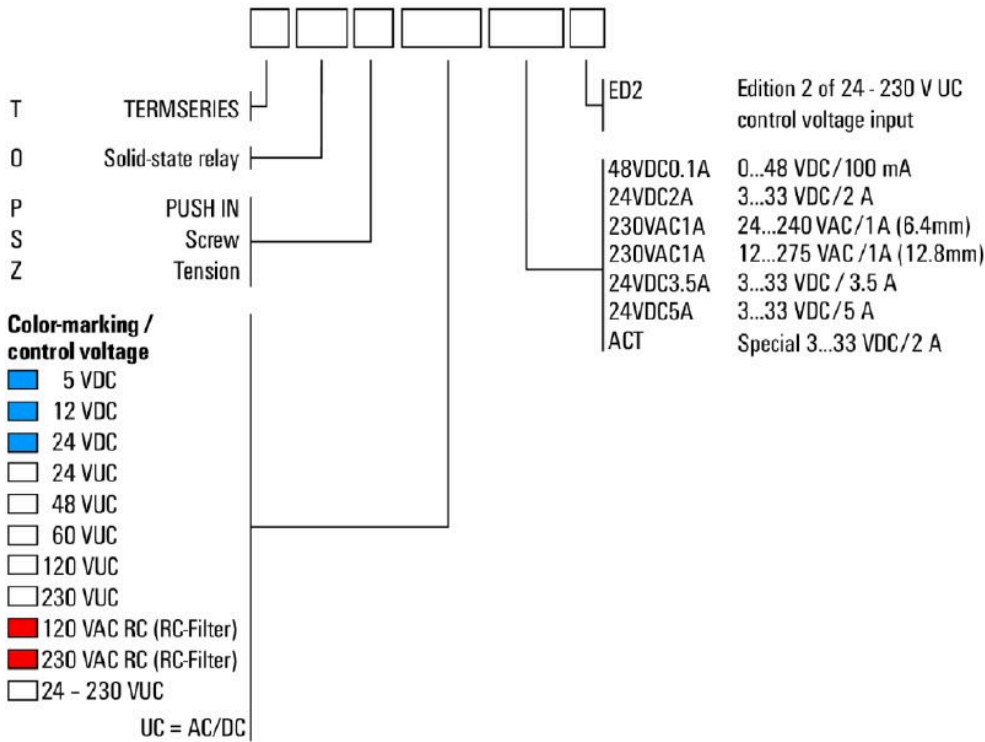 T TERMSERIES
O Solid-state relay
P PUSH IN
S Screw
Z Tension
Color-marking /
control voltage
5 VDC
12 VDC
24 VDC
24 VUC
48 VUC
60 VUC
120 VUC
230 VUC
120 VAC RC (RC-Filter)
230 VAC RC (RC-Filter)
24 – 230 VUC
UC = AC/DC
ED2 Edition 2 of 24 - 230 V UC
control voltage input
48VDC0.1A 0...48 VDC/100 mA
24VDC2A 3...33 VDC/2 A
230VAC1A 24...240 VAC/1A (6.4mm)
230VAC1A 12...275 VAC/1A (12.8mm)
24VDC3.5A 3...33 VDC / 3.5 A
24VDC5A 3...33 VDC/5 A
ACT Special 3...33 VDC/2 A